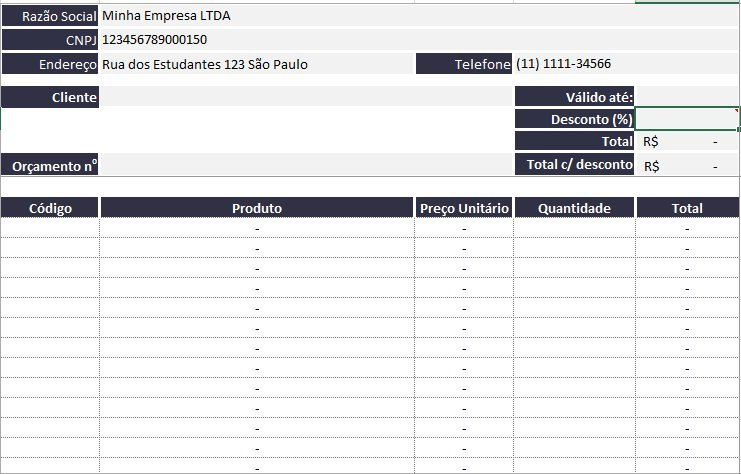 Razão Social Minha Empresa LTDA
CNPJ 123456789000150
Endereço Rua dos Estudantes 123 São Paulo Telefone (11) 1111-34566
Cliente Válido até:
Desconto (%)
Total R$ -
Orçamento nº Total c/ desconto R$ -
Código Produto Preço Unitário Quantidade Total
- - -
- - -
- - -
- - -
- - -
- - -
- - -
- - -
- - -
- - -
- - -
- - -
- - -